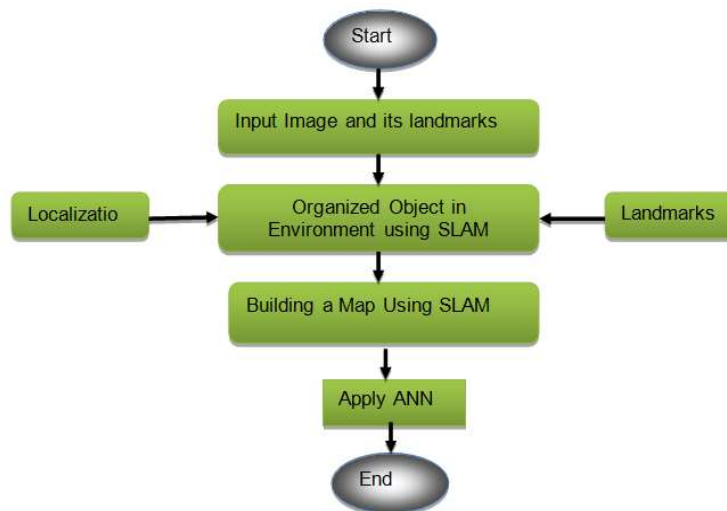 Start
Input Image and its landmarks
Localizatio
Organized Object in
Environment using SLAM
Landmarks
Building a Map Using SLAM
Apply ANN
End